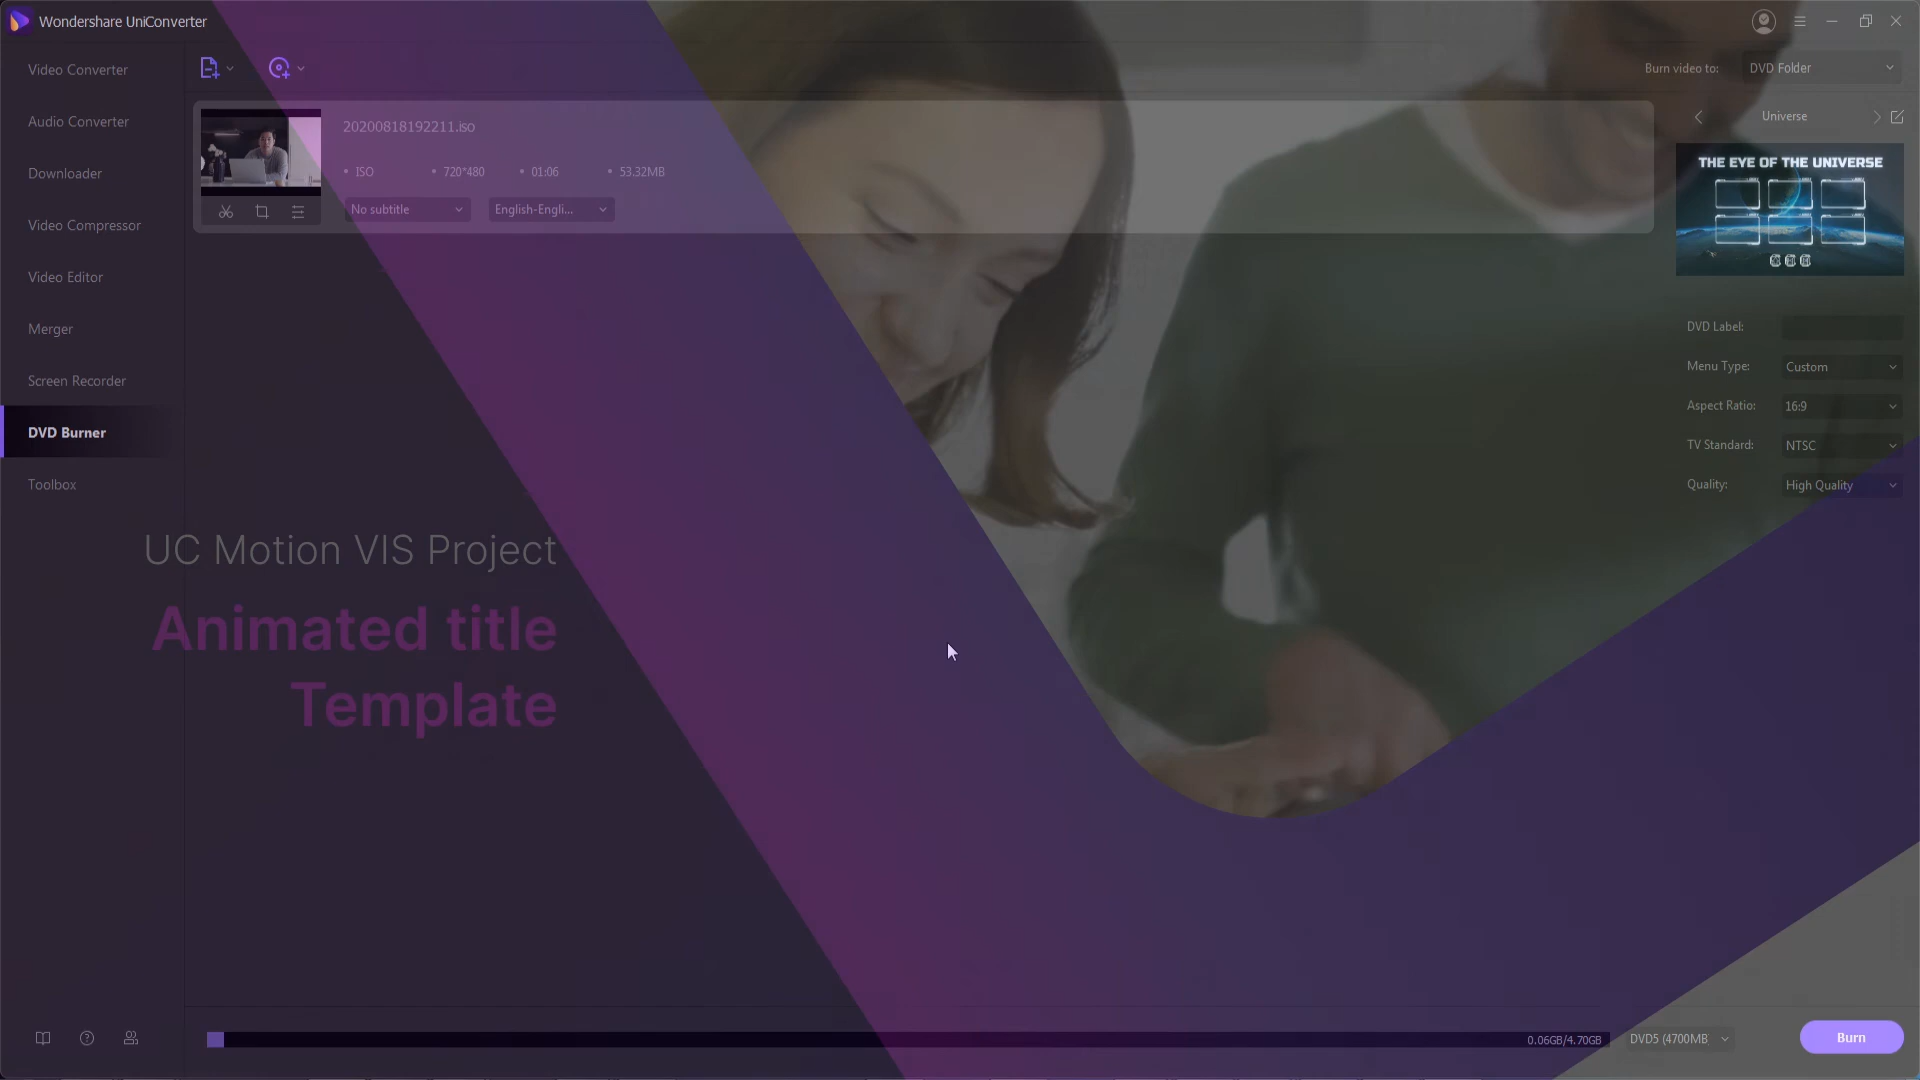 Wondershare UniConverter
Video Converter
Audio Converter
Downloader
Video Compressor
Video Editor
Merger
Screen Recorder
DVD Burner
Toolbox
Burn video to:
DVD Folder
20200818192211.iso
• ISO
• 720*480
• 01:06
• 53.32MB
No subtitle
English-Engli...
Universe
THE EYE OF THE UNIVERSE
DVD Label:
Menu Type:
Custom
Aspect Ratio:
16:9
TV Standard:
NTSC
Quality:
High Quality
UC Motion VIS Project
Animated title
Template
0.06GB/4.70GB
DVD5 (4700MB
Burn